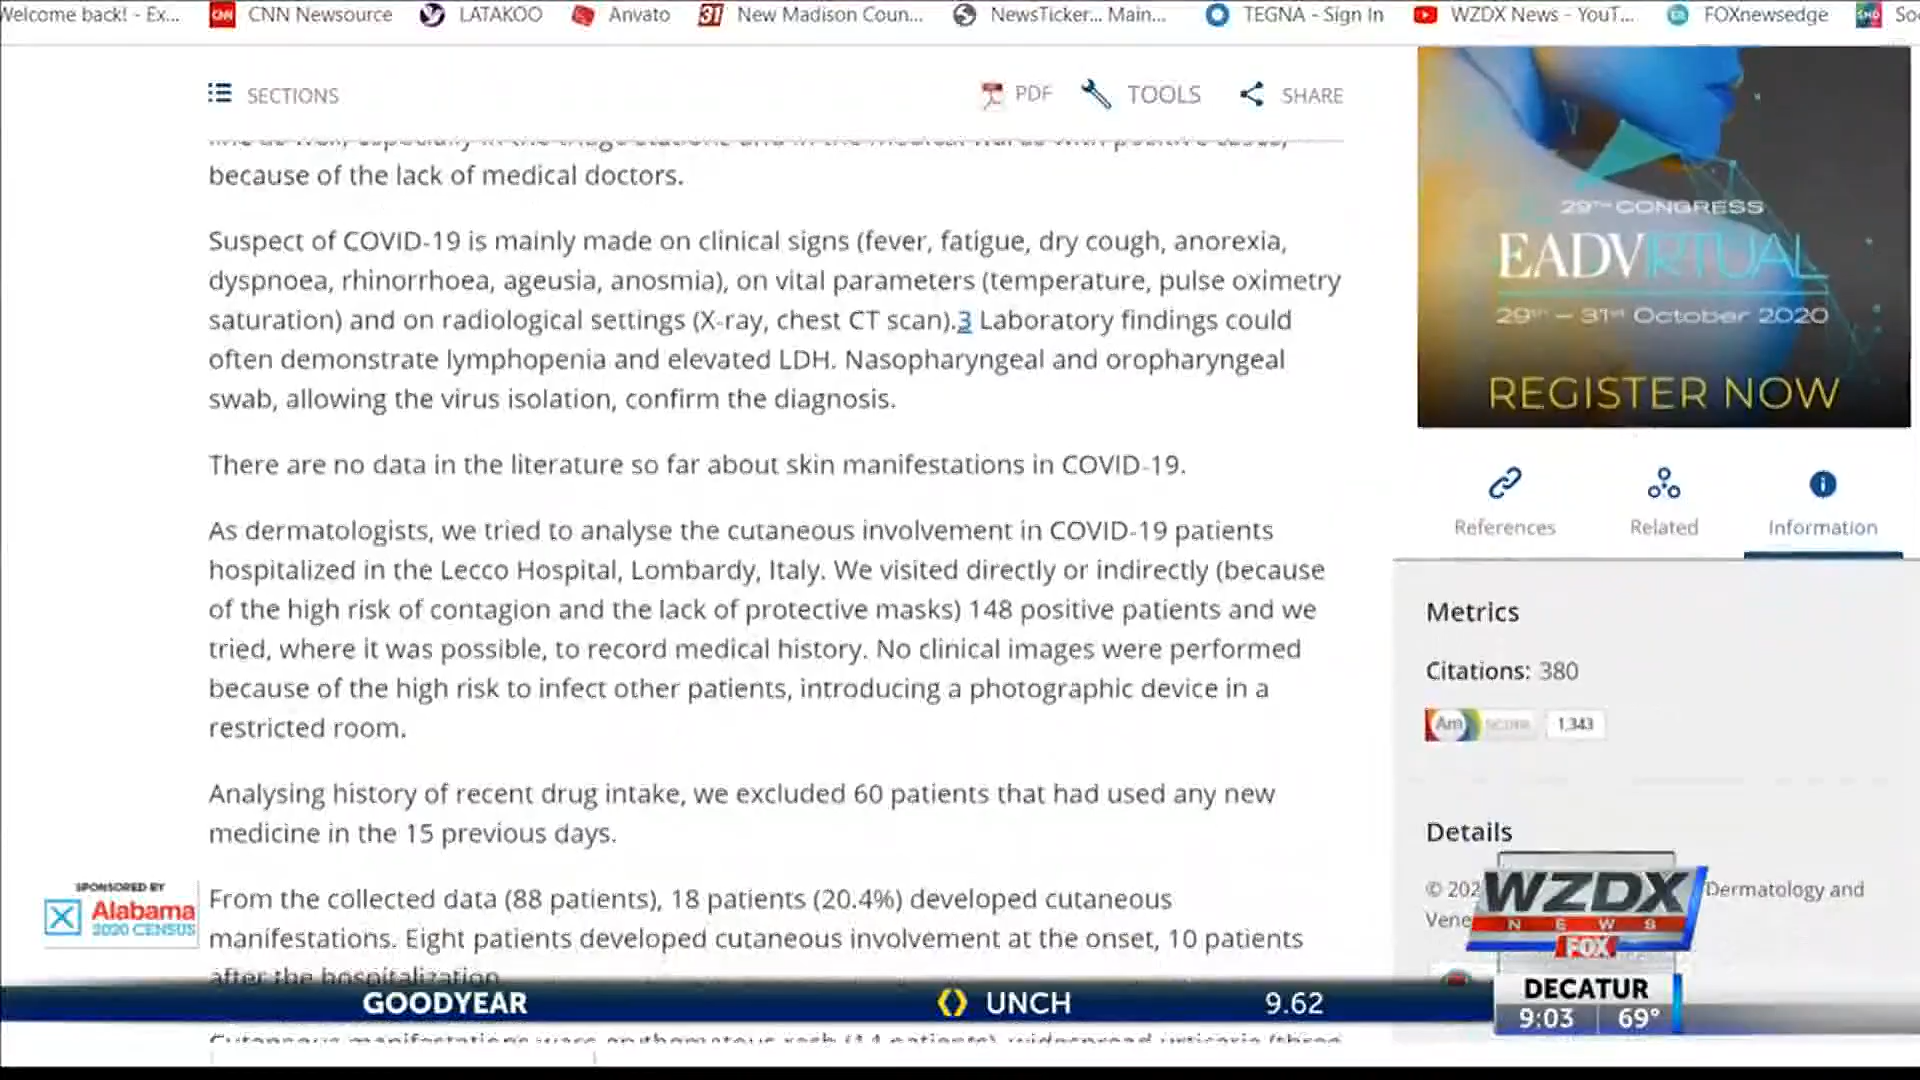 Welcome back! - Ex...
CNN Newsource
LATAKOO
Anvato
31 New Madison Coun...
NewsTicker... Main...
TEGNA - Sign In
WZDX News - YouT...
FOXnewsedge
SECTIONS
PDF
TOOLS
SHARE
because of the lack of medical doctors.
Suspect of COVID-19 is mainly made on clinical signs (fever, fatigue, dry cough, anorexia,
dyspnoea, rhinorrhoea, ageusia, anosmia), on vital parameters (temperature, pulse oximetry
saturation) and on radiological settings (X-ray, chest CT scan).3 Laboratory findings could
often demonstrate lymphopenia and elevated LDH. Nasopharyngeal and oropharyngeal
swab, allowing the virus isolation, confirm the diagnosis.
There are no data in the literature so far about skin manifestations in COVID-19.
As dermatologists, we tried to analyse the cutaneous involvement in COVID-19 patients
hospitalized in the Lecco Hospital, Lombardy, Italy. We visited directly or indirectly (because
of the high risk of contagion and the lack of protective masks) 148 positive patients and we
tried, where it was possible, to record medical history. No clinical images were performed
because of the high risk to infect other patients, introducing a photographic device in a
restricted room.
Analysing history of recent drug intake, we excluded 60 patients that had used any new
medicine in the 15 previous days.
From the collected data (88 patients), 18 patients (20.4%) developed cutaneous
manifestations. Eight patients developed cutaneous involvement at the onset, 10 patients
after the hospitalization
29TH CONGRESS
EADVIRTUAL
29TH – 31ST October 2020
REGISTER NOW
References
Related
Information
Metrics
Citations: 380
Am SCORE 1,343
Details
© 202 Dermatology and
Vene
SPONSORED BY
Alabama
2020 CENSUS
WZDX
NEWS
FOX
GOODYEAR
UNCH
9.62
DECATUR
9:03
69°